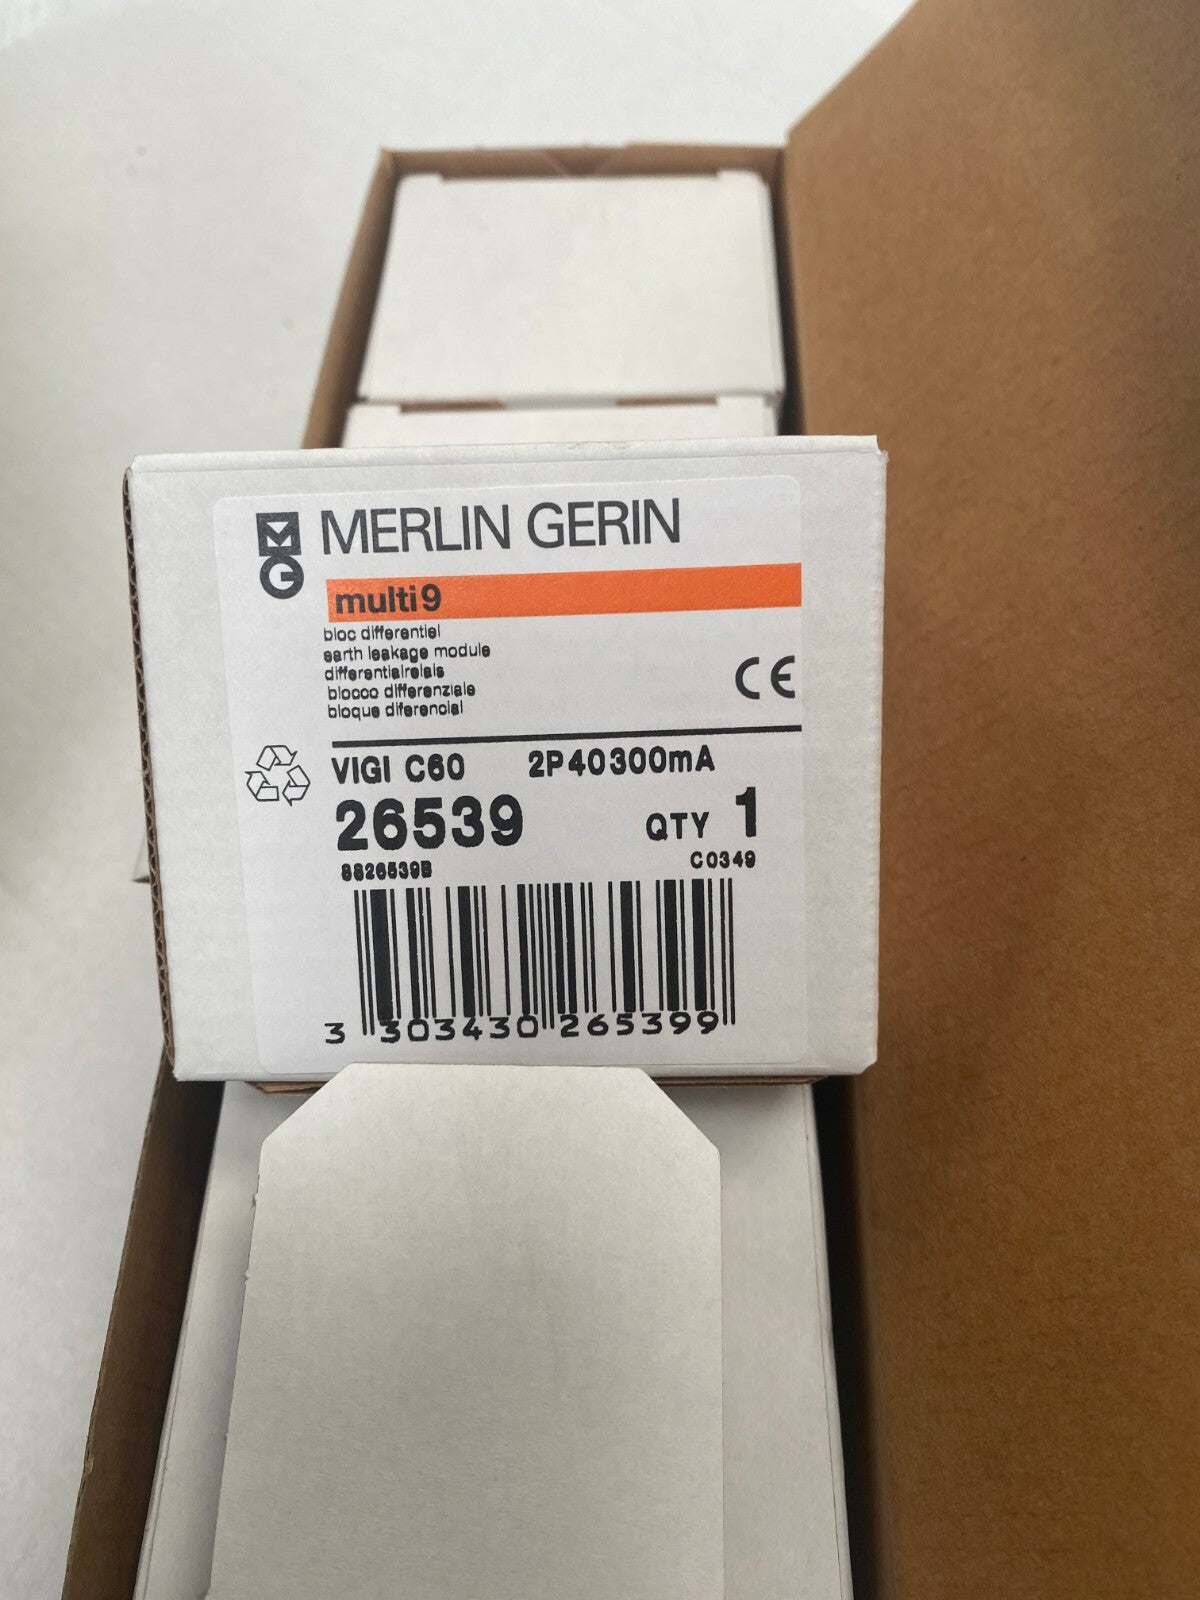 MERLIN GERIN
multi9
bloc differentiel
earth leakage module
differentialrelais
blocco differenziale
bloque diferencial
CE
VIGI C60 2P40300mA
26539 QTY 1
8826539B C0349
3 303430 265399